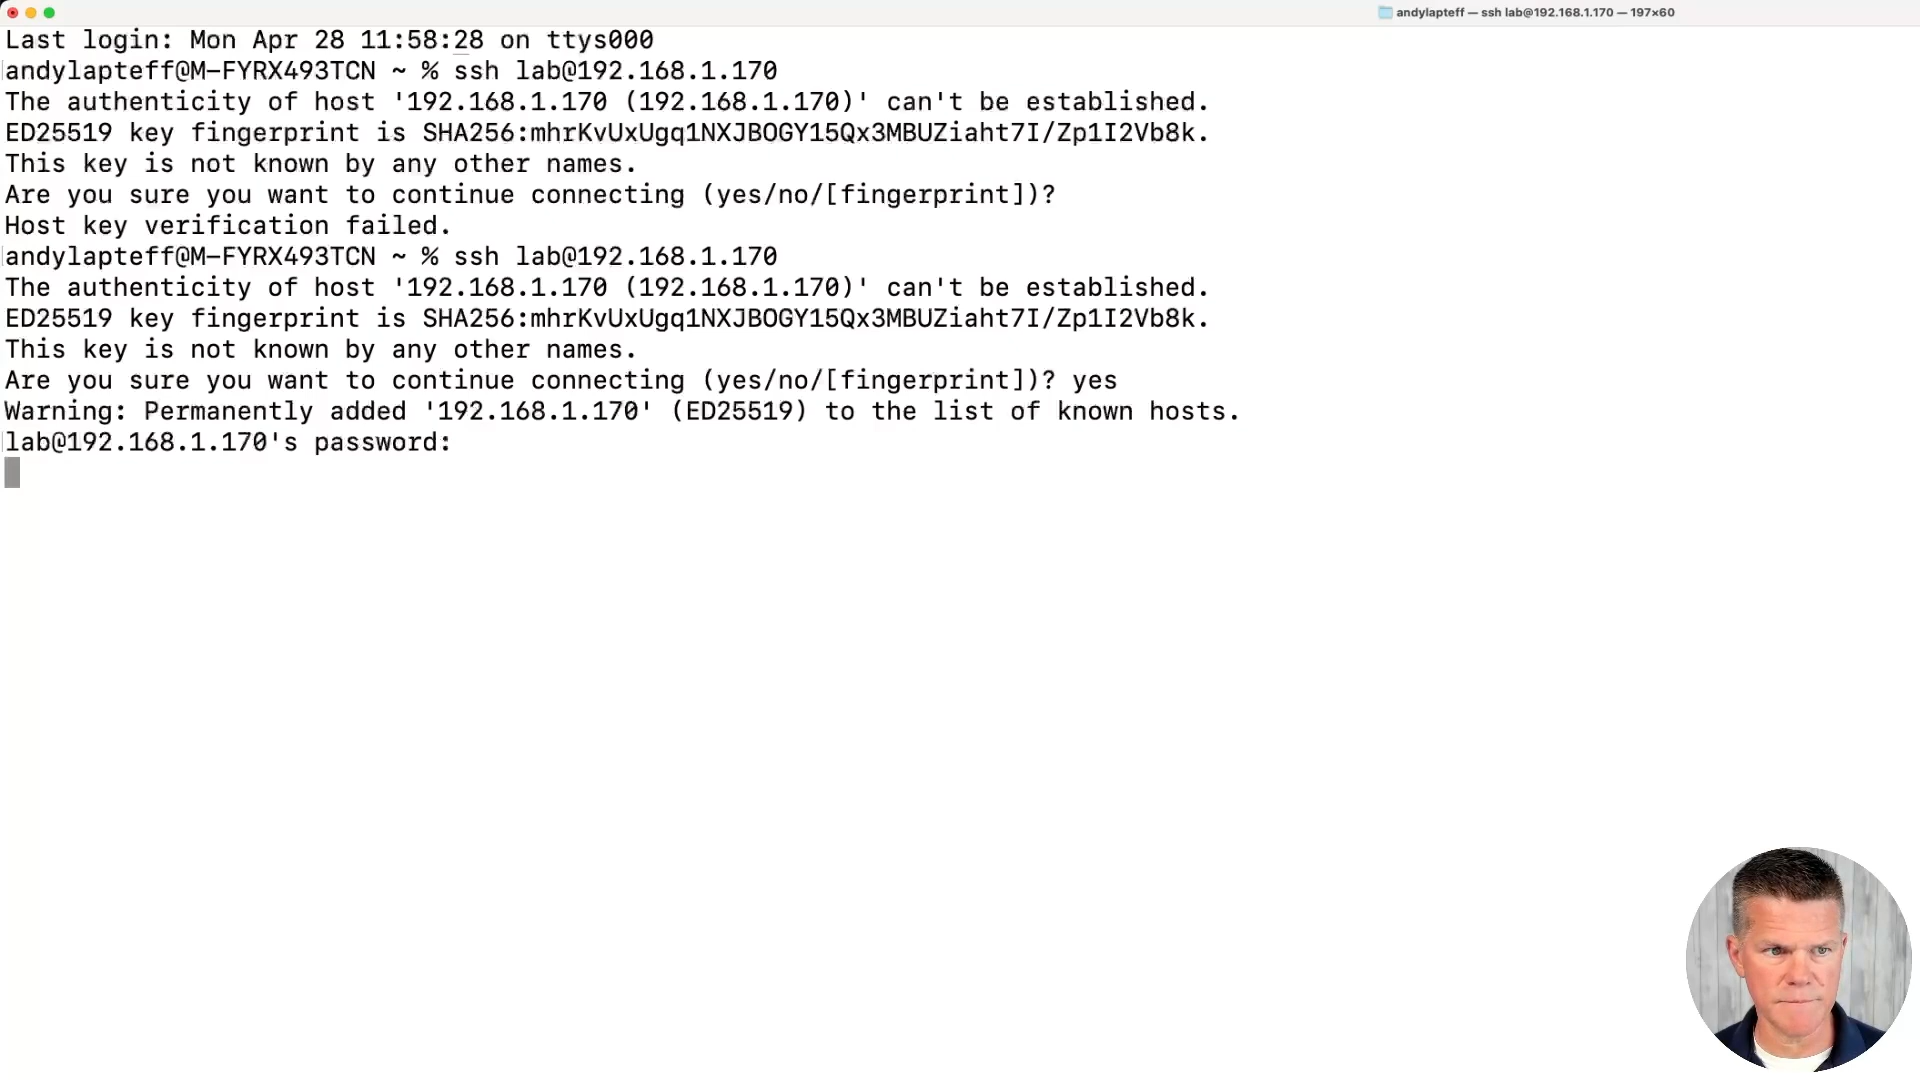 andylapteff — ssh lab@192.168.1.170 — 197×60
Last login: Mon Apr 28 11:58:28 on ttys000
andylapteff@M-FYRX493TCN ~ % ssh lab@192.168.1.170
The authenticity of host '192.168.1.170 (192.168.1.170)' can't be established.
ED25519 key fingerprint is SHA256:mhrKvUxUgq1NXJBOGY15Qx3MBUZiaht7I/Zp1I2Vb8k.
This key is not known by any other names.
Are you sure you want to continue connecting (yes/no/[fingerprint])?
Host key verification failed.
andylapteff@M-FYRX493TCN ~ % ssh lab@192.168.1.170
The authenticity of host '192.168.1.170 (192.168.1.170)' can't be established.
ED25519 key fingerprint is SHA256:mhrKvUxUgq1NXJBOGY15Qx3MBUZiaht7I/Zp1I2Vb8k.
This key is not known by any other names.
Are you sure you want to continue connecting (yes/no/[fingerprint])? yes
Warning: Permanently added '192.168.1.170' (ED25519) to the list of known hosts.
lab@192.168.1.170's password: